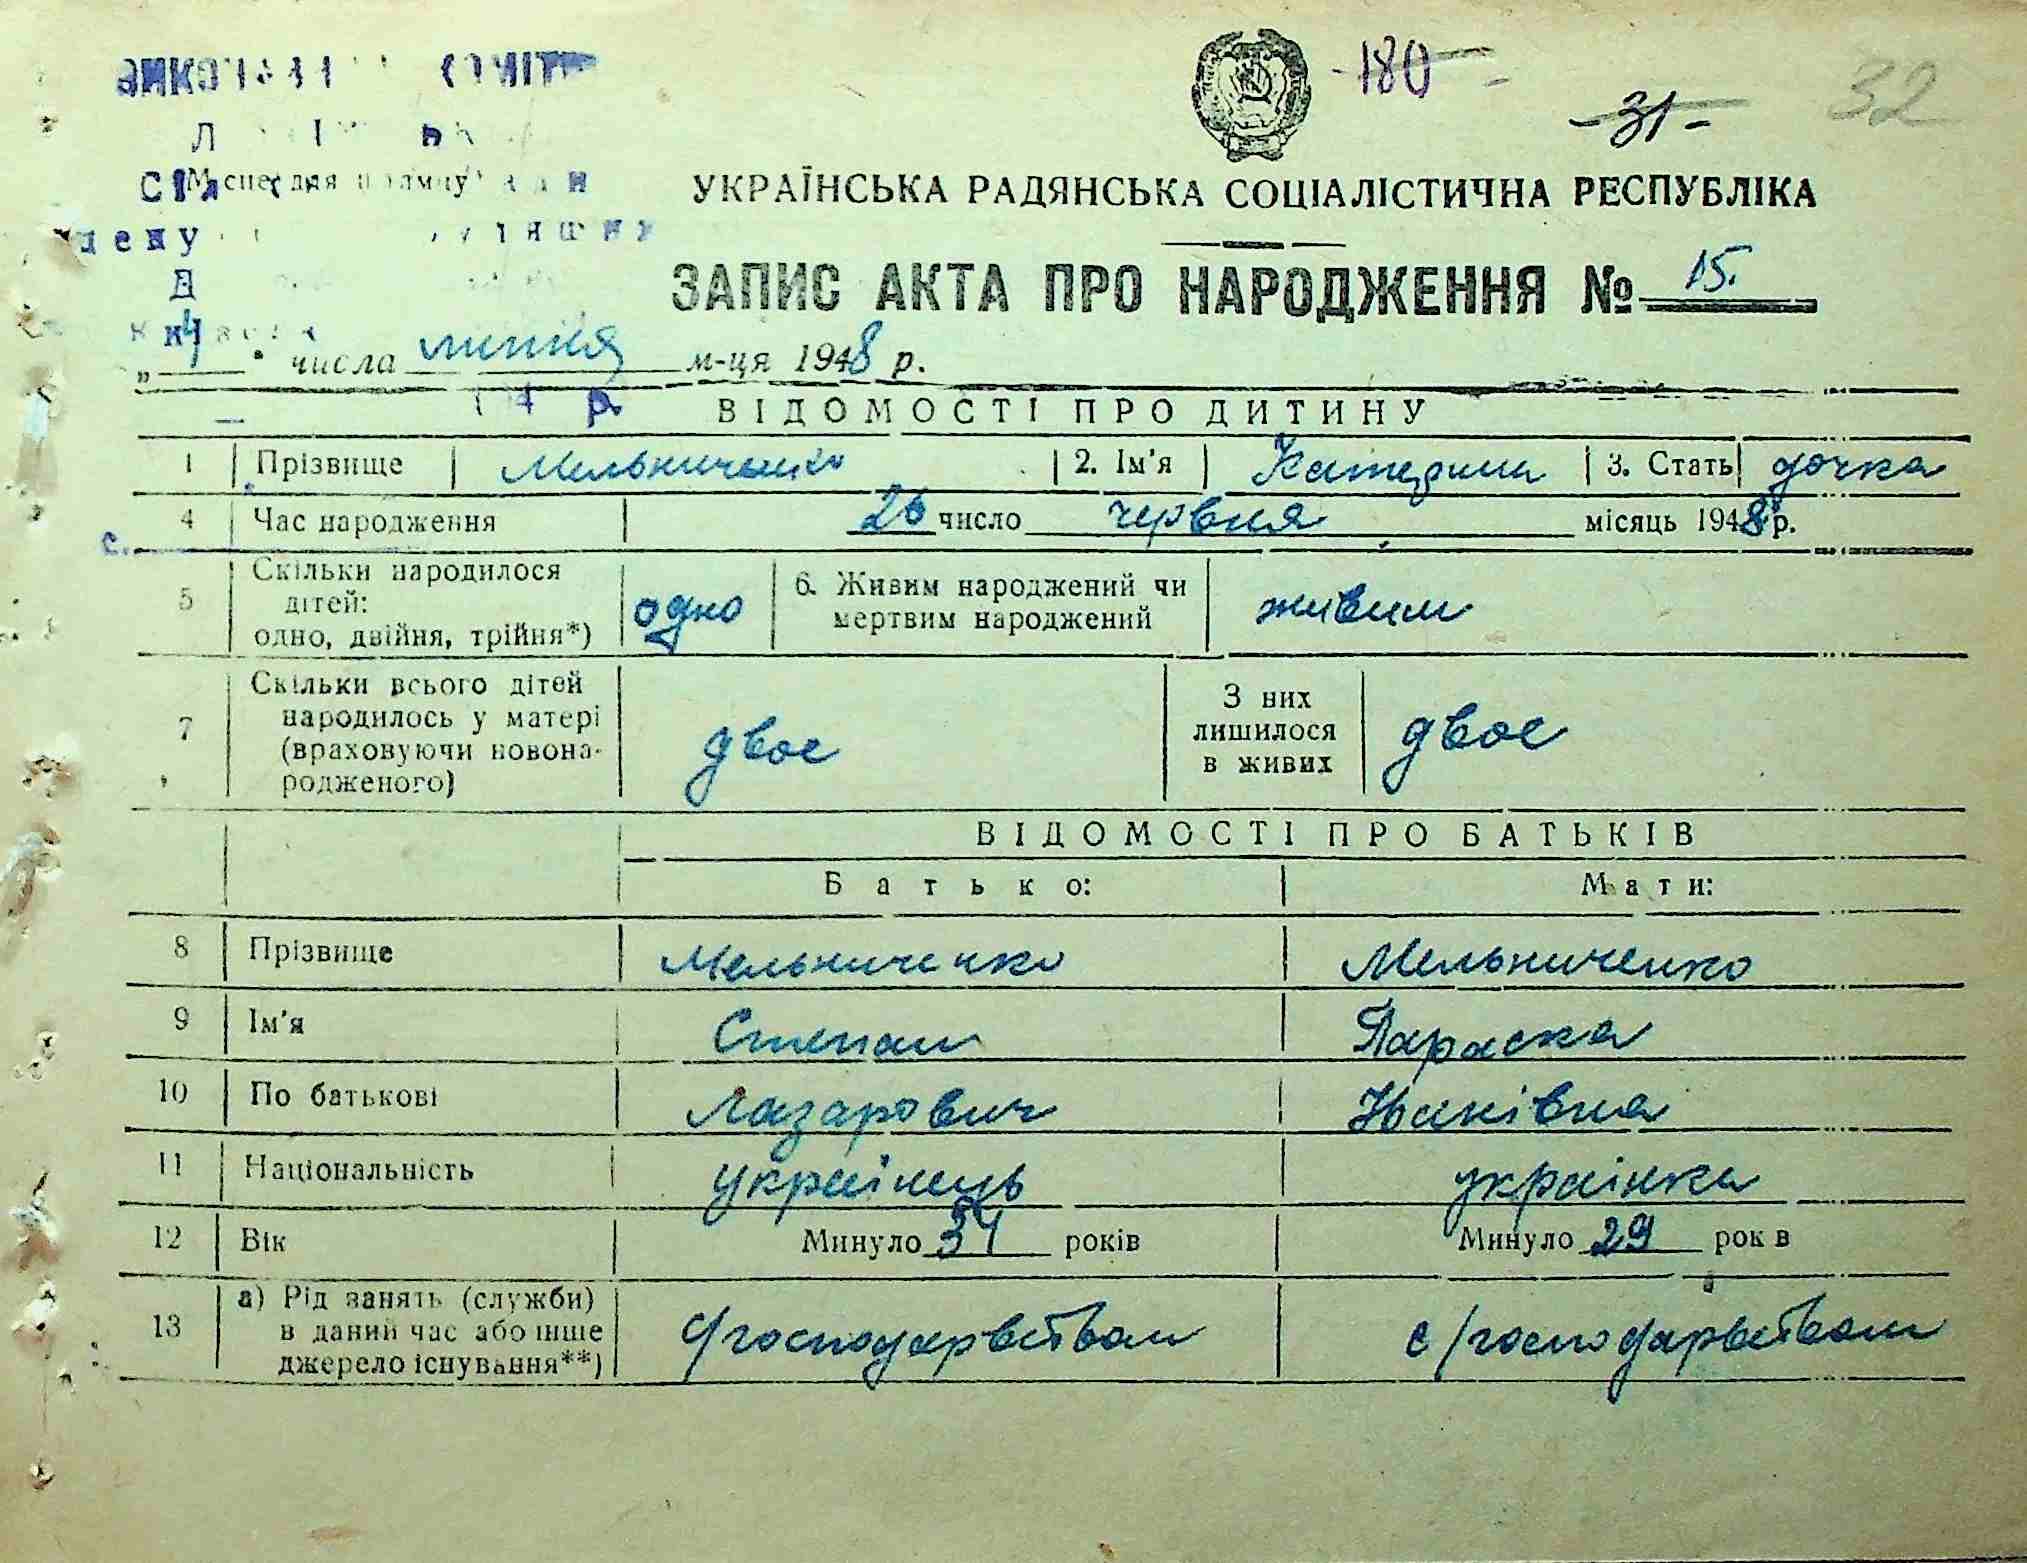 - 180 -
- 31 -
32
УКРАЇНСЬКА РАДЯНСЬКА СОЦІАЛІСТИЧНА РЕСПУБЛІКА
ЗАПИС АКТА ПРО НАРОДЖЕННЯ № 15.
„ 4 " числа липня м-ця 1948 р.
ВІДОМОСТІ ПРО ДИТИНУ
1 Прізвище Мельниченко 2. Ім'я Катерина 3. Стать дочка
4 Час народження 26 число червня місяць 1948 р.
5 Скільки народилося дітей: одно, двійня, трійня*) одно 6. Живим народжений чи мертвим народжений живим
7 Скільки всього дітей народилось у матері (враховуючи новонародженого) двоє З них лишилося в живих двоє
ВІДОМОСТІ ПРО БАТЬКІВ
Батько: Мати:
8 Прізвище Мельниченко Мельниченко
9 Ім'я Степан Параска
10 По батькові Лазарович Яківна
11 Національність українець українка
12 Вік Минуло 34 років Минуло 29 рок в
13 а) Рід занять (служби) в даний час або інше джерело існування**) с/господарством с/господарством